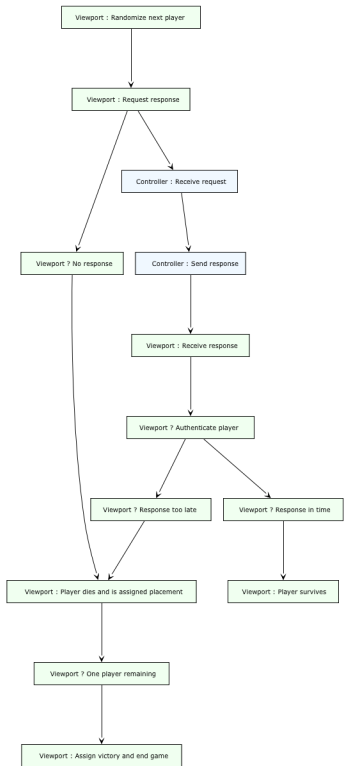 Viewport : Randomize next player
Viewport : Request response
Controller : Receive request
Viewport ? No response
Controller : Send response
Viewport : Receive response
Viewport ? Authenticate player
Viewport ? Response too late
Viewport ? Response in time
Viewport : Player dies and is assigned placement
Viewport : Player survives
Viewport ? One player remaining
Viewport : Assign victory and end game